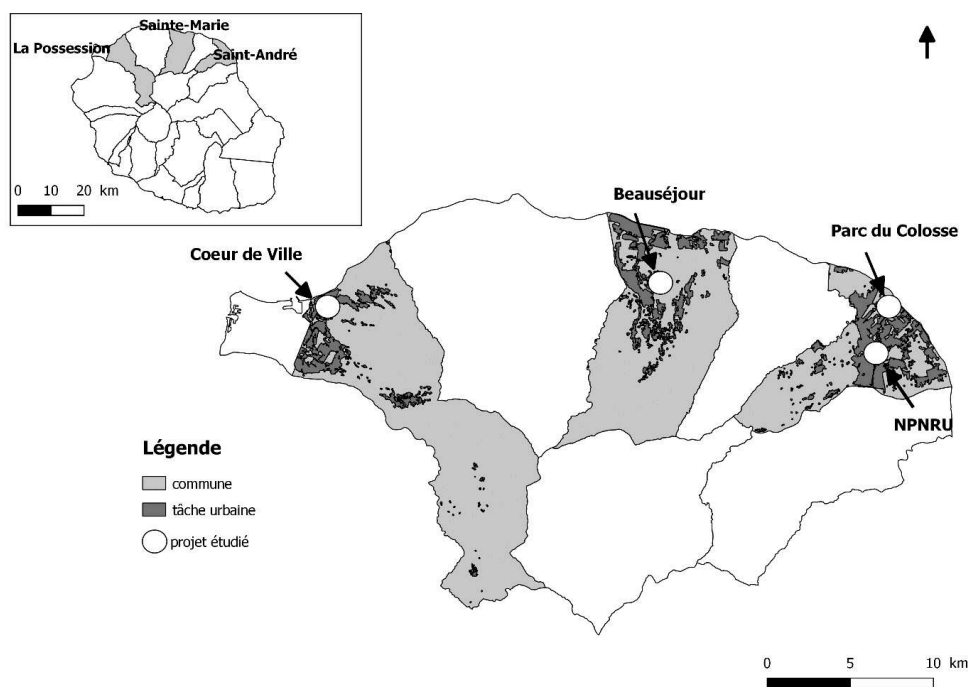 Sainte-Marie
La Possession
Saint-André
0 10 20 km
Beauséjour
Parc du Colosse
Coeur de Ville
NPNRU
Légende
commune
tâche urbaine
projet étudié
0 5 10 km